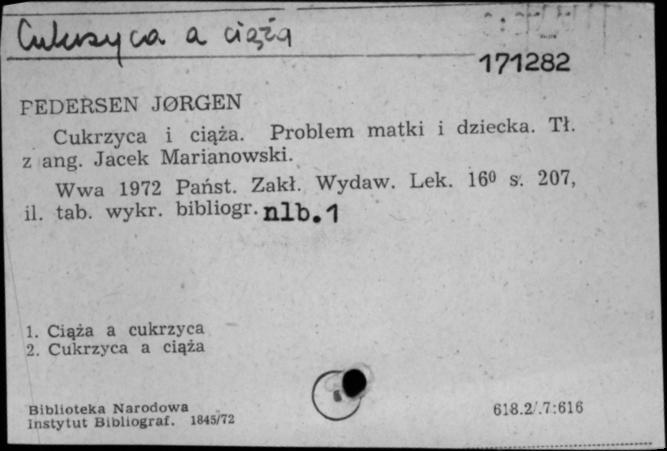 Cukrzyca a ciąża
171282
PEDERSEN JØRGEN
Cukrzyca i ciąża. Problem matki i dziecka. Tł.
z ang. Jacek Marianowski.
Wwa 1972 Państ. Zakł. Wydaw. Lek. 16⁰ s. 207,
il. tab. wykr. bibliogr. nlb.1
1. Ciąża a cukrzyca
2. Cukrzyca a ciąża
Biblioteka Narodowa
Instytut Bibliograf. 1845/72
618.2/.7:616